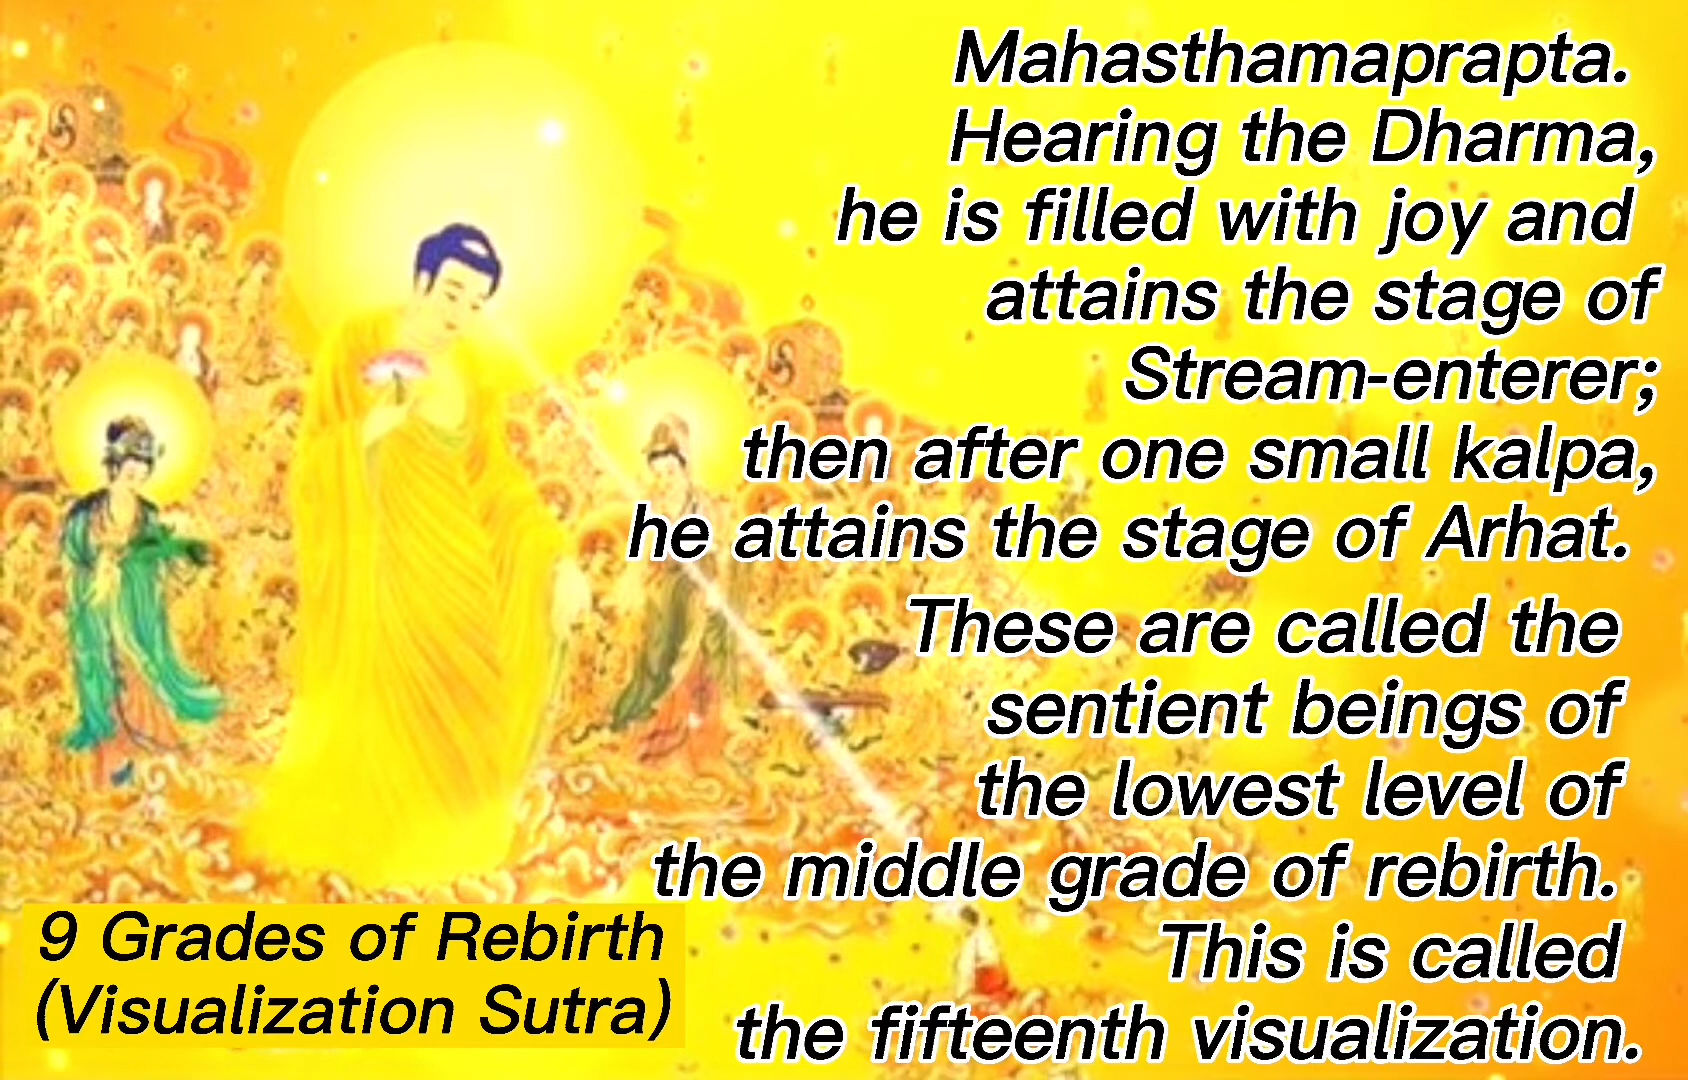 Mahasthamaprapta.
Hearing the Dharma,
he is filled with joy and
attains the stage of
Stream-enterer;
then after one small kalpa,
he attains the stage of Arhat.
These are called the
sentient beings of
the lowest level of
the middle grade of rebirth.
This is called
the fifteenth visualization.
9 Grades of Rebirth
(Visualization Sutra)